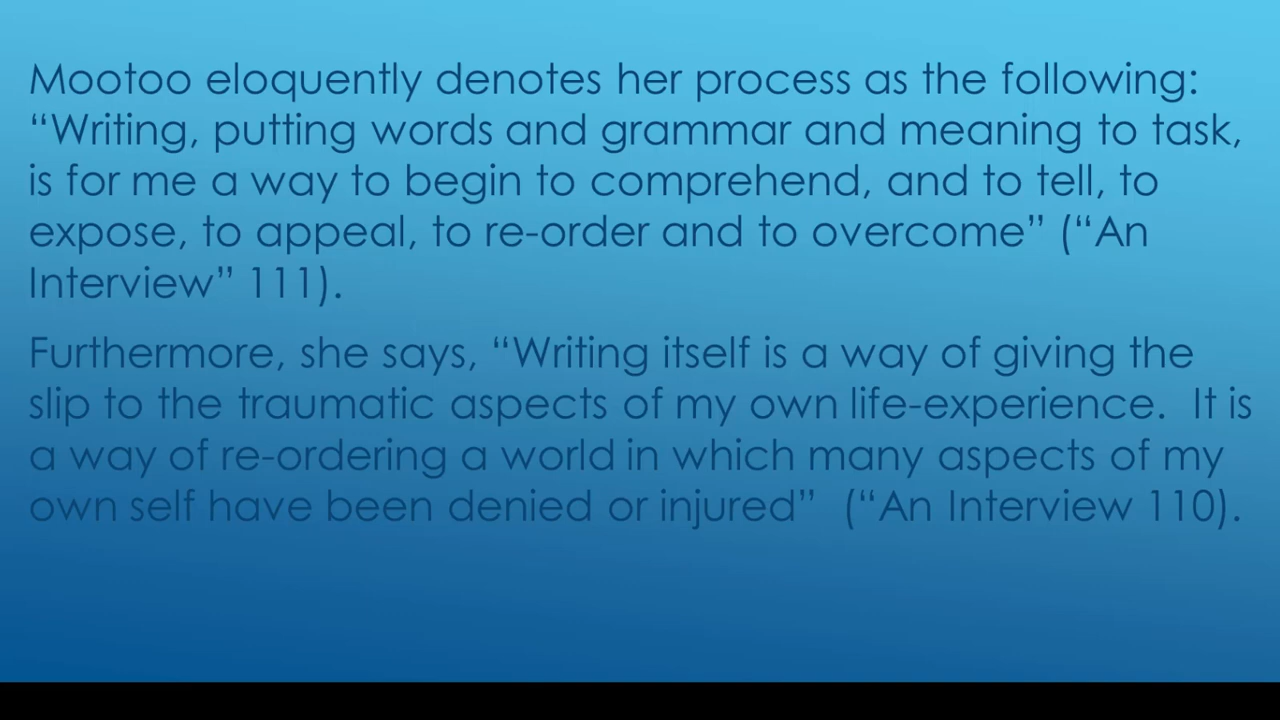 Mootoo eloquently denotes her process as the following:
“Writing, putting words and grammar and meaning to task,
is for me a way to begin to comprehend, and to tell, to
expose, to appeal, to re-order and to overcome” (“An
Interview” 111).
Furthermore, she says, “Writing itself is a way of giving the
slip to the traumatic aspects of my own life-experience.  It is
a way of re-ordering a world in which many aspects of my
own self have been denied or injured”  (“An Interview 110).